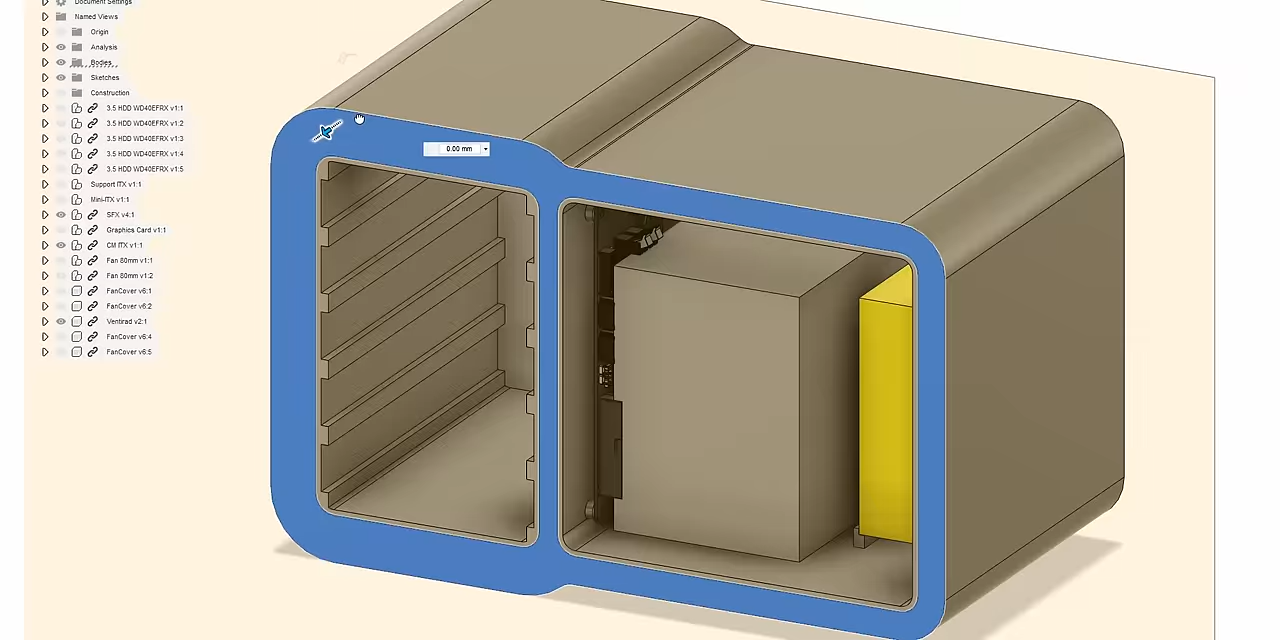 Document Settings
Named Views
Origin
Analysis
Bodies
Sketches
Construction
3.5 HDD WD40EFRX v1:1
3.5 HDD WD40EFRX v1:2
3.5 HDD WD40EFRX v1:3
3.5 HDD WD40EFRX v1:4
3.5 HDD WD40EFRX v1:5
Support ITX v1:1
Mini-ITX v1:1
SFX v4:1
Graphics Card v1:1
CM ITX v1:1
Fan 80mm v1:1
Fan 80mm v1:2
FanCover v6:1
FanCover v6:2
Ventirad v2:1
FanCover v6:4
FanCover v6:5
0.00 mm